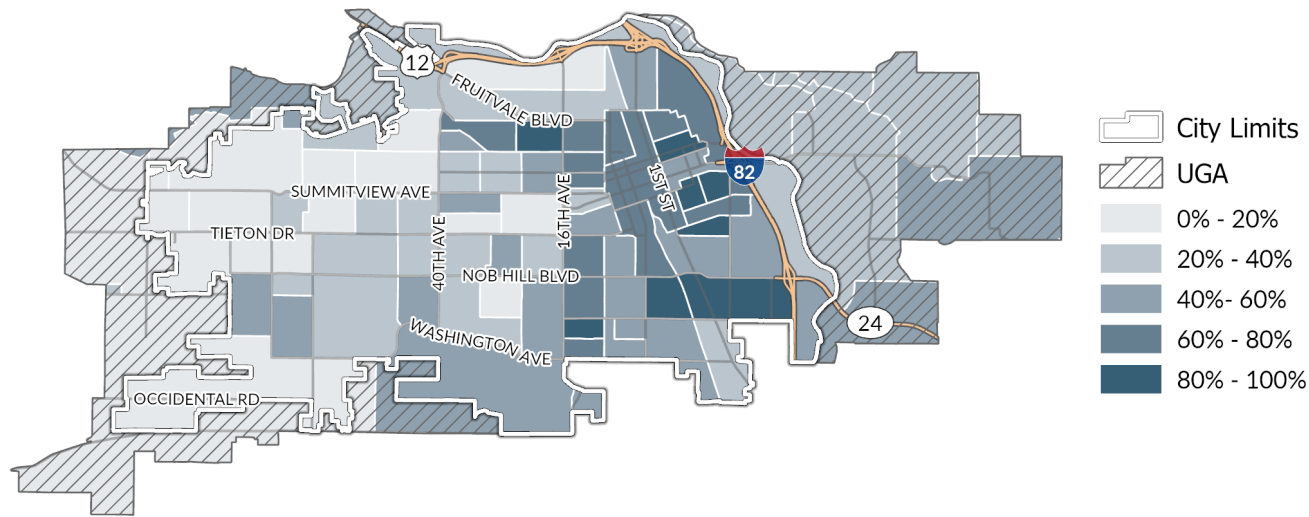 12
FRUITVALE BLVD
82
SUMMITVIEW AVE
1ST ST
16TH AVE
40TH AVE
TIETON DR
NOB HILL BLVD
WASHINGTON AVE
24
OCCIDENTAL RD
City Limits
UGA
0% - 20%
20% - 40%
40%- 60%
60% - 80%
80% - 100%